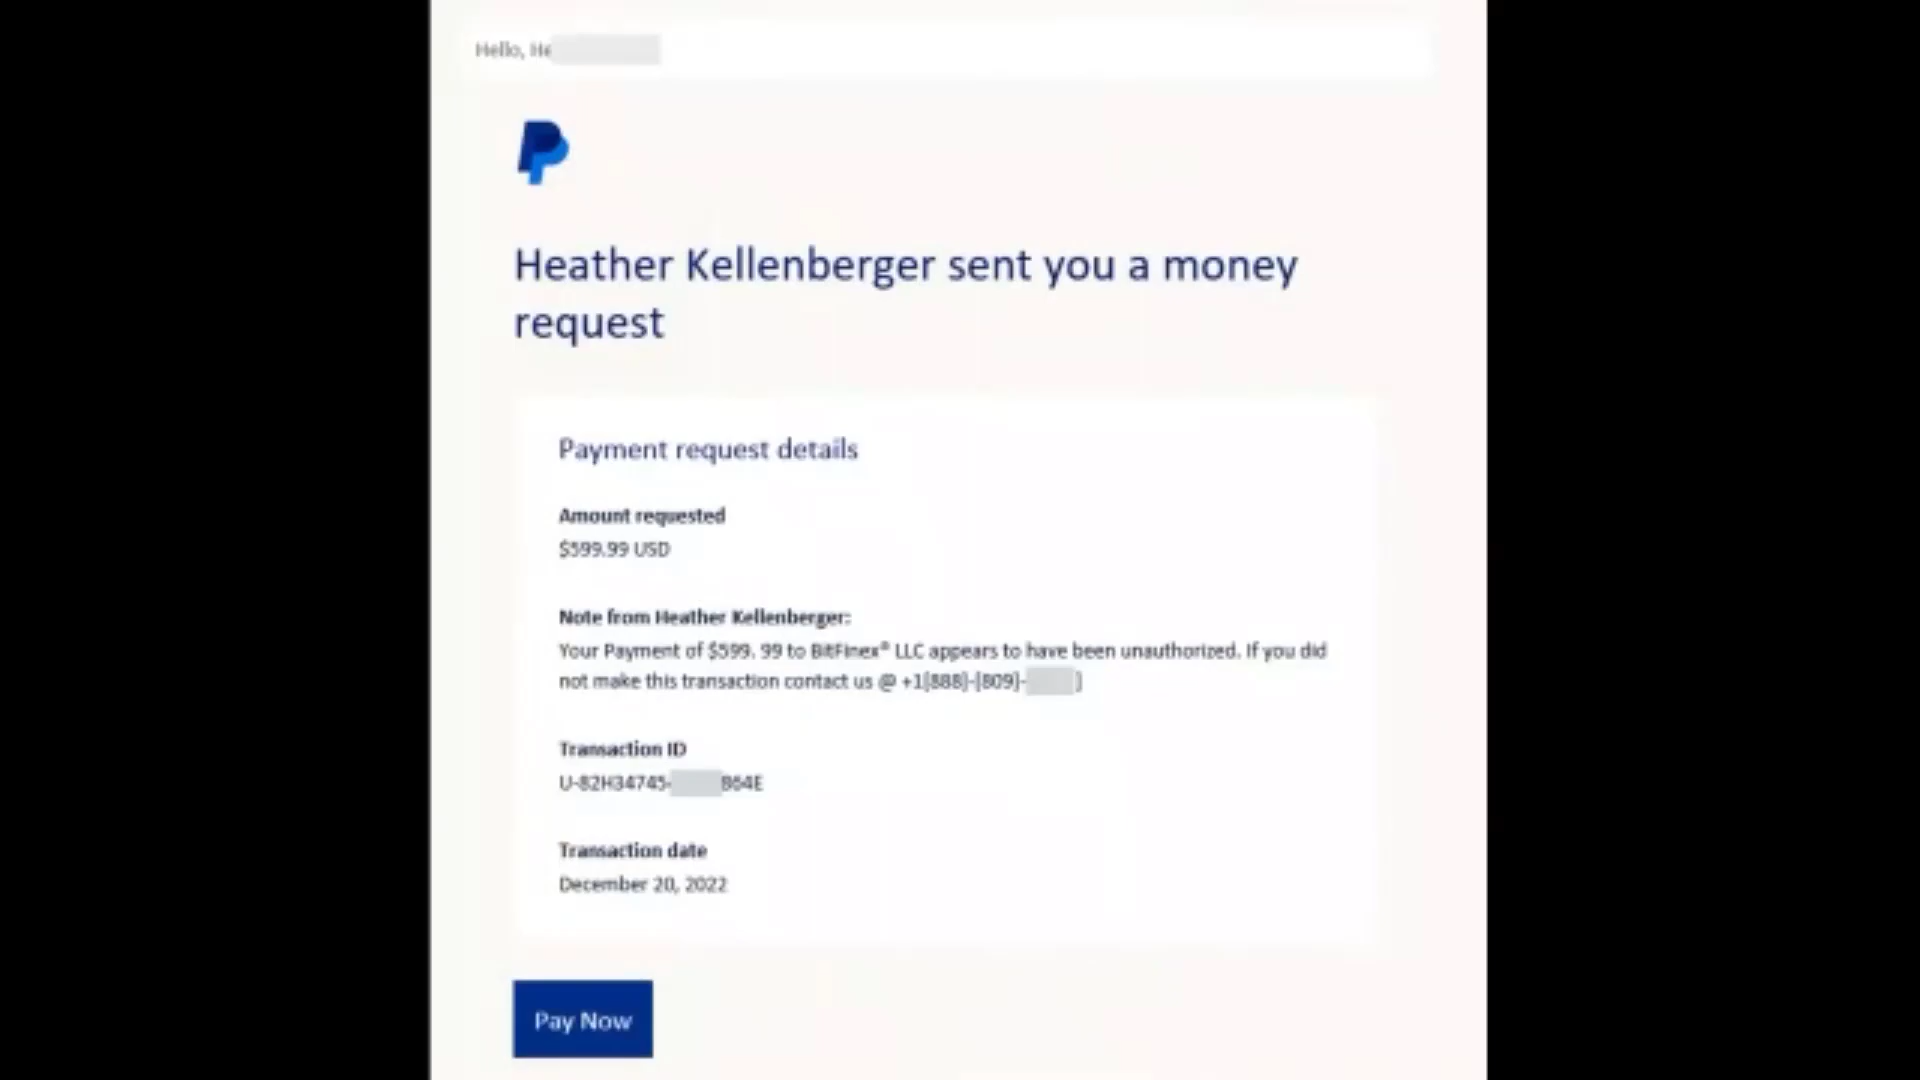 Hello, He
Heather Kellenberger sent you a money
request
Payment request details
Amount requested
$599.99 USD
Note from Heather Kellenberger:
Your Payment of $599. 99 to BitFinex® LLC appears to have been unauthorized. If you did
not make this transaction contact us @ +1[888]-[809]- ]
Transaction ID
U-82H34745- 864E
Transaction date
December 20, 2022
Pay Now